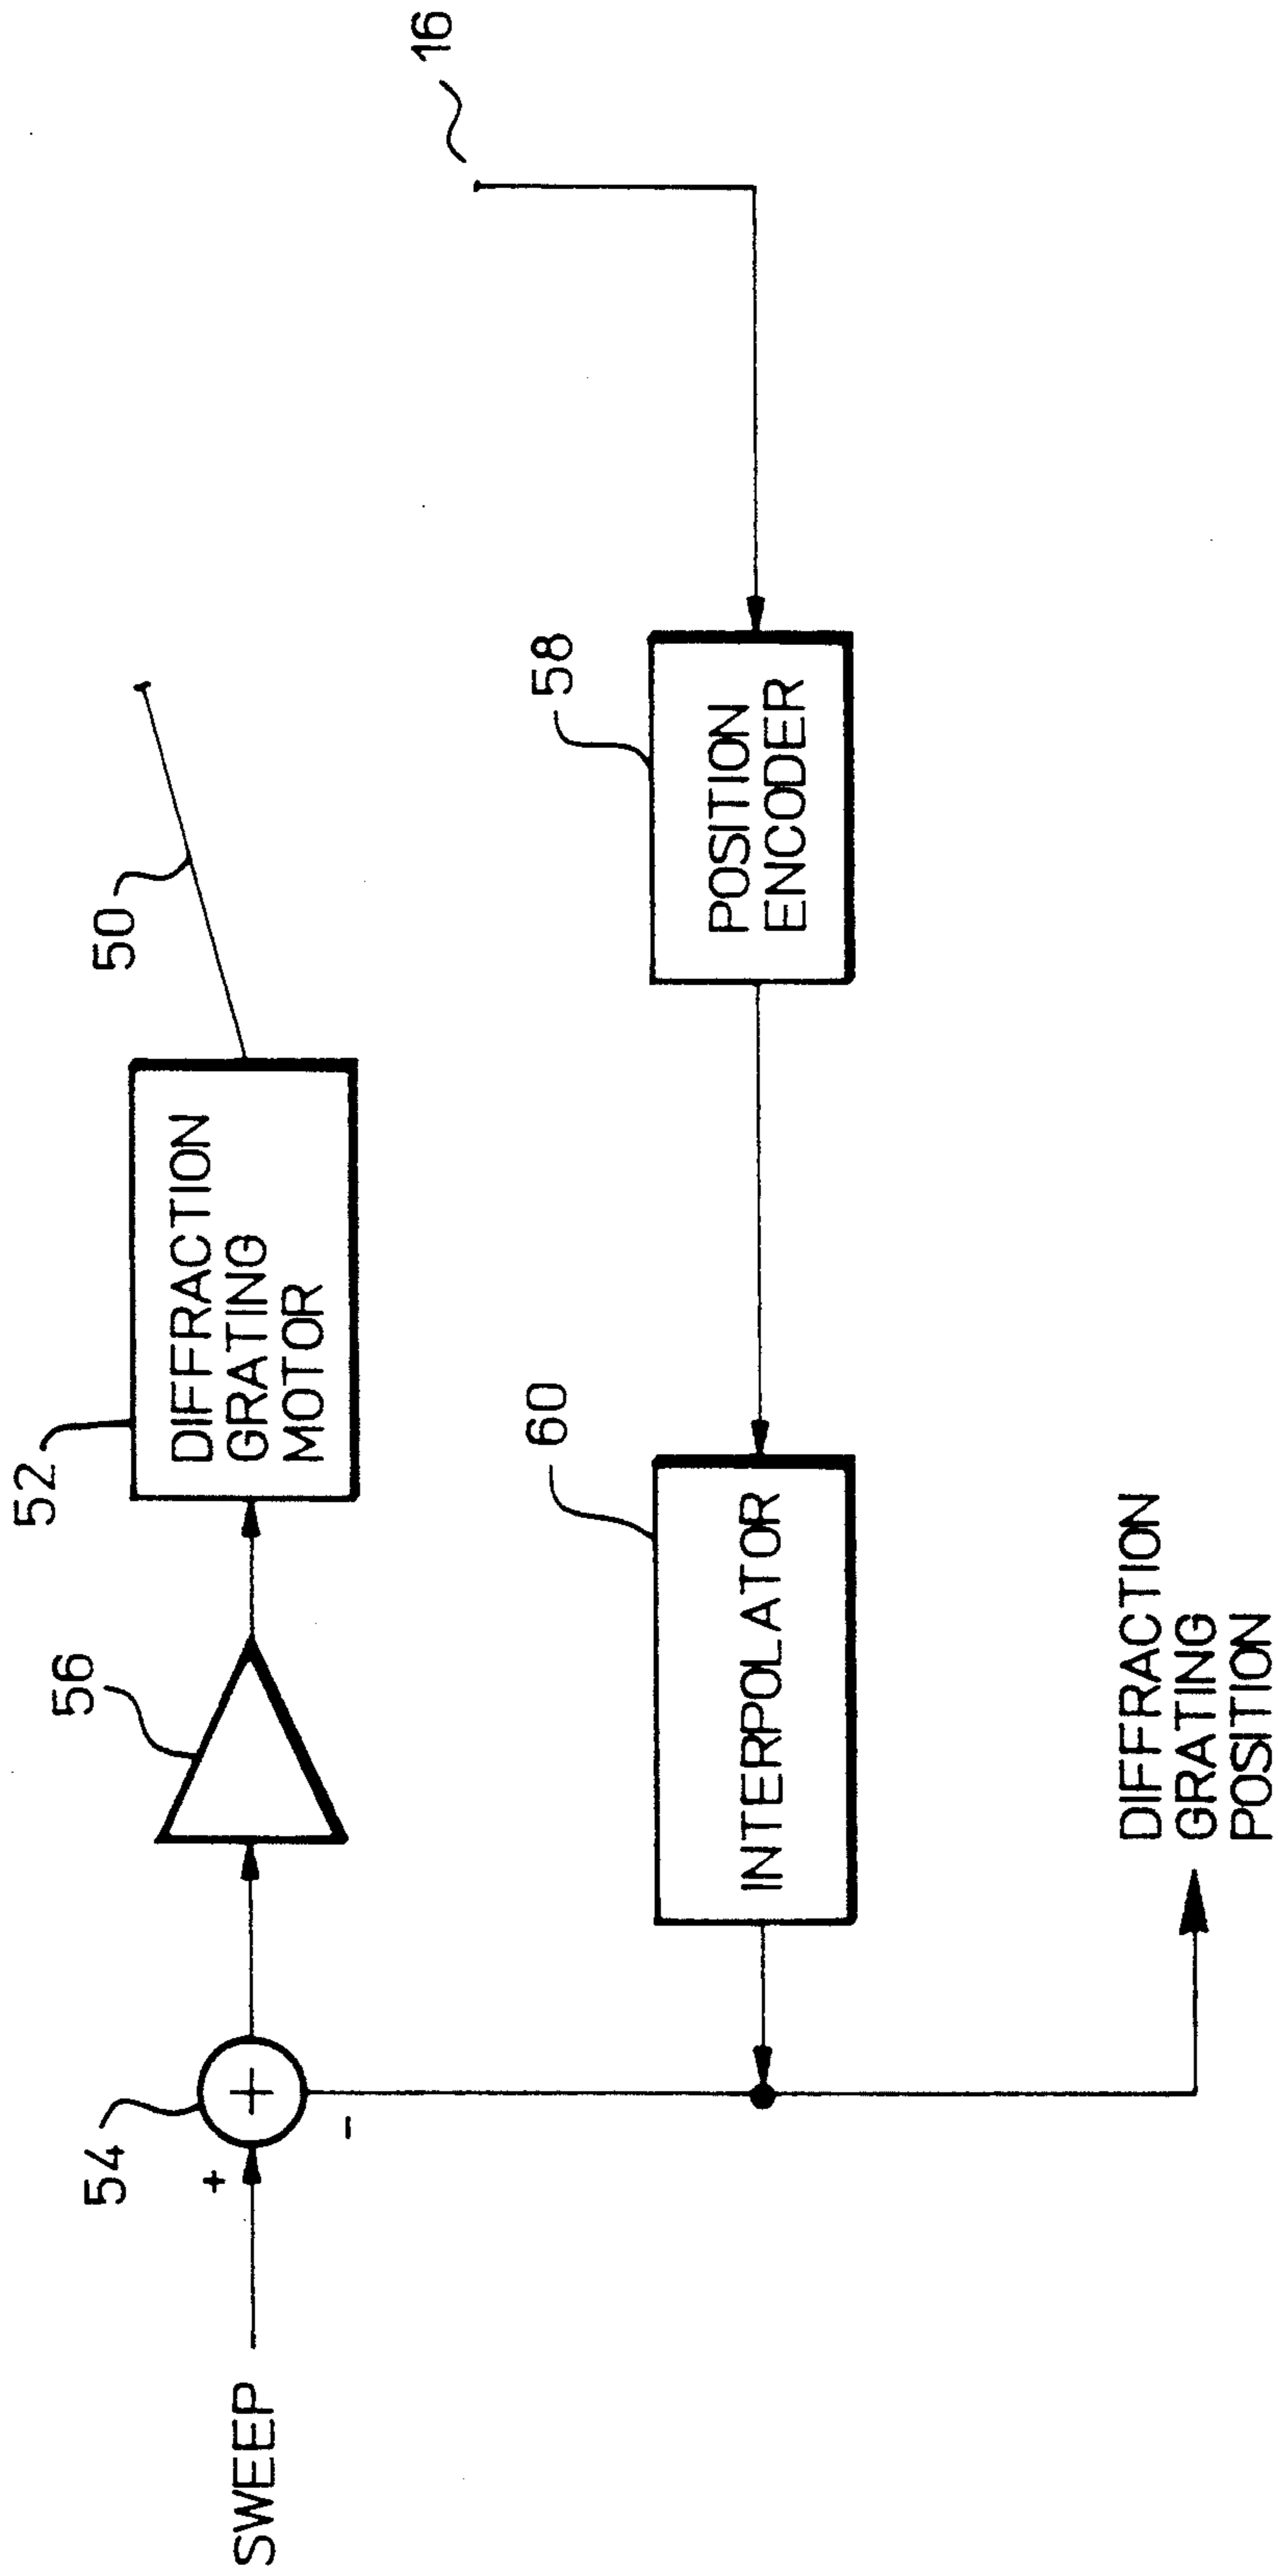 50
16
52
DIFFRACTION
GRATING
MOTOR
56
54
+
+
-
SWEEP
58
POSITION
ENCODER
60
INTERPOLATOR
DIFFRACTION
GRATING
POSITION